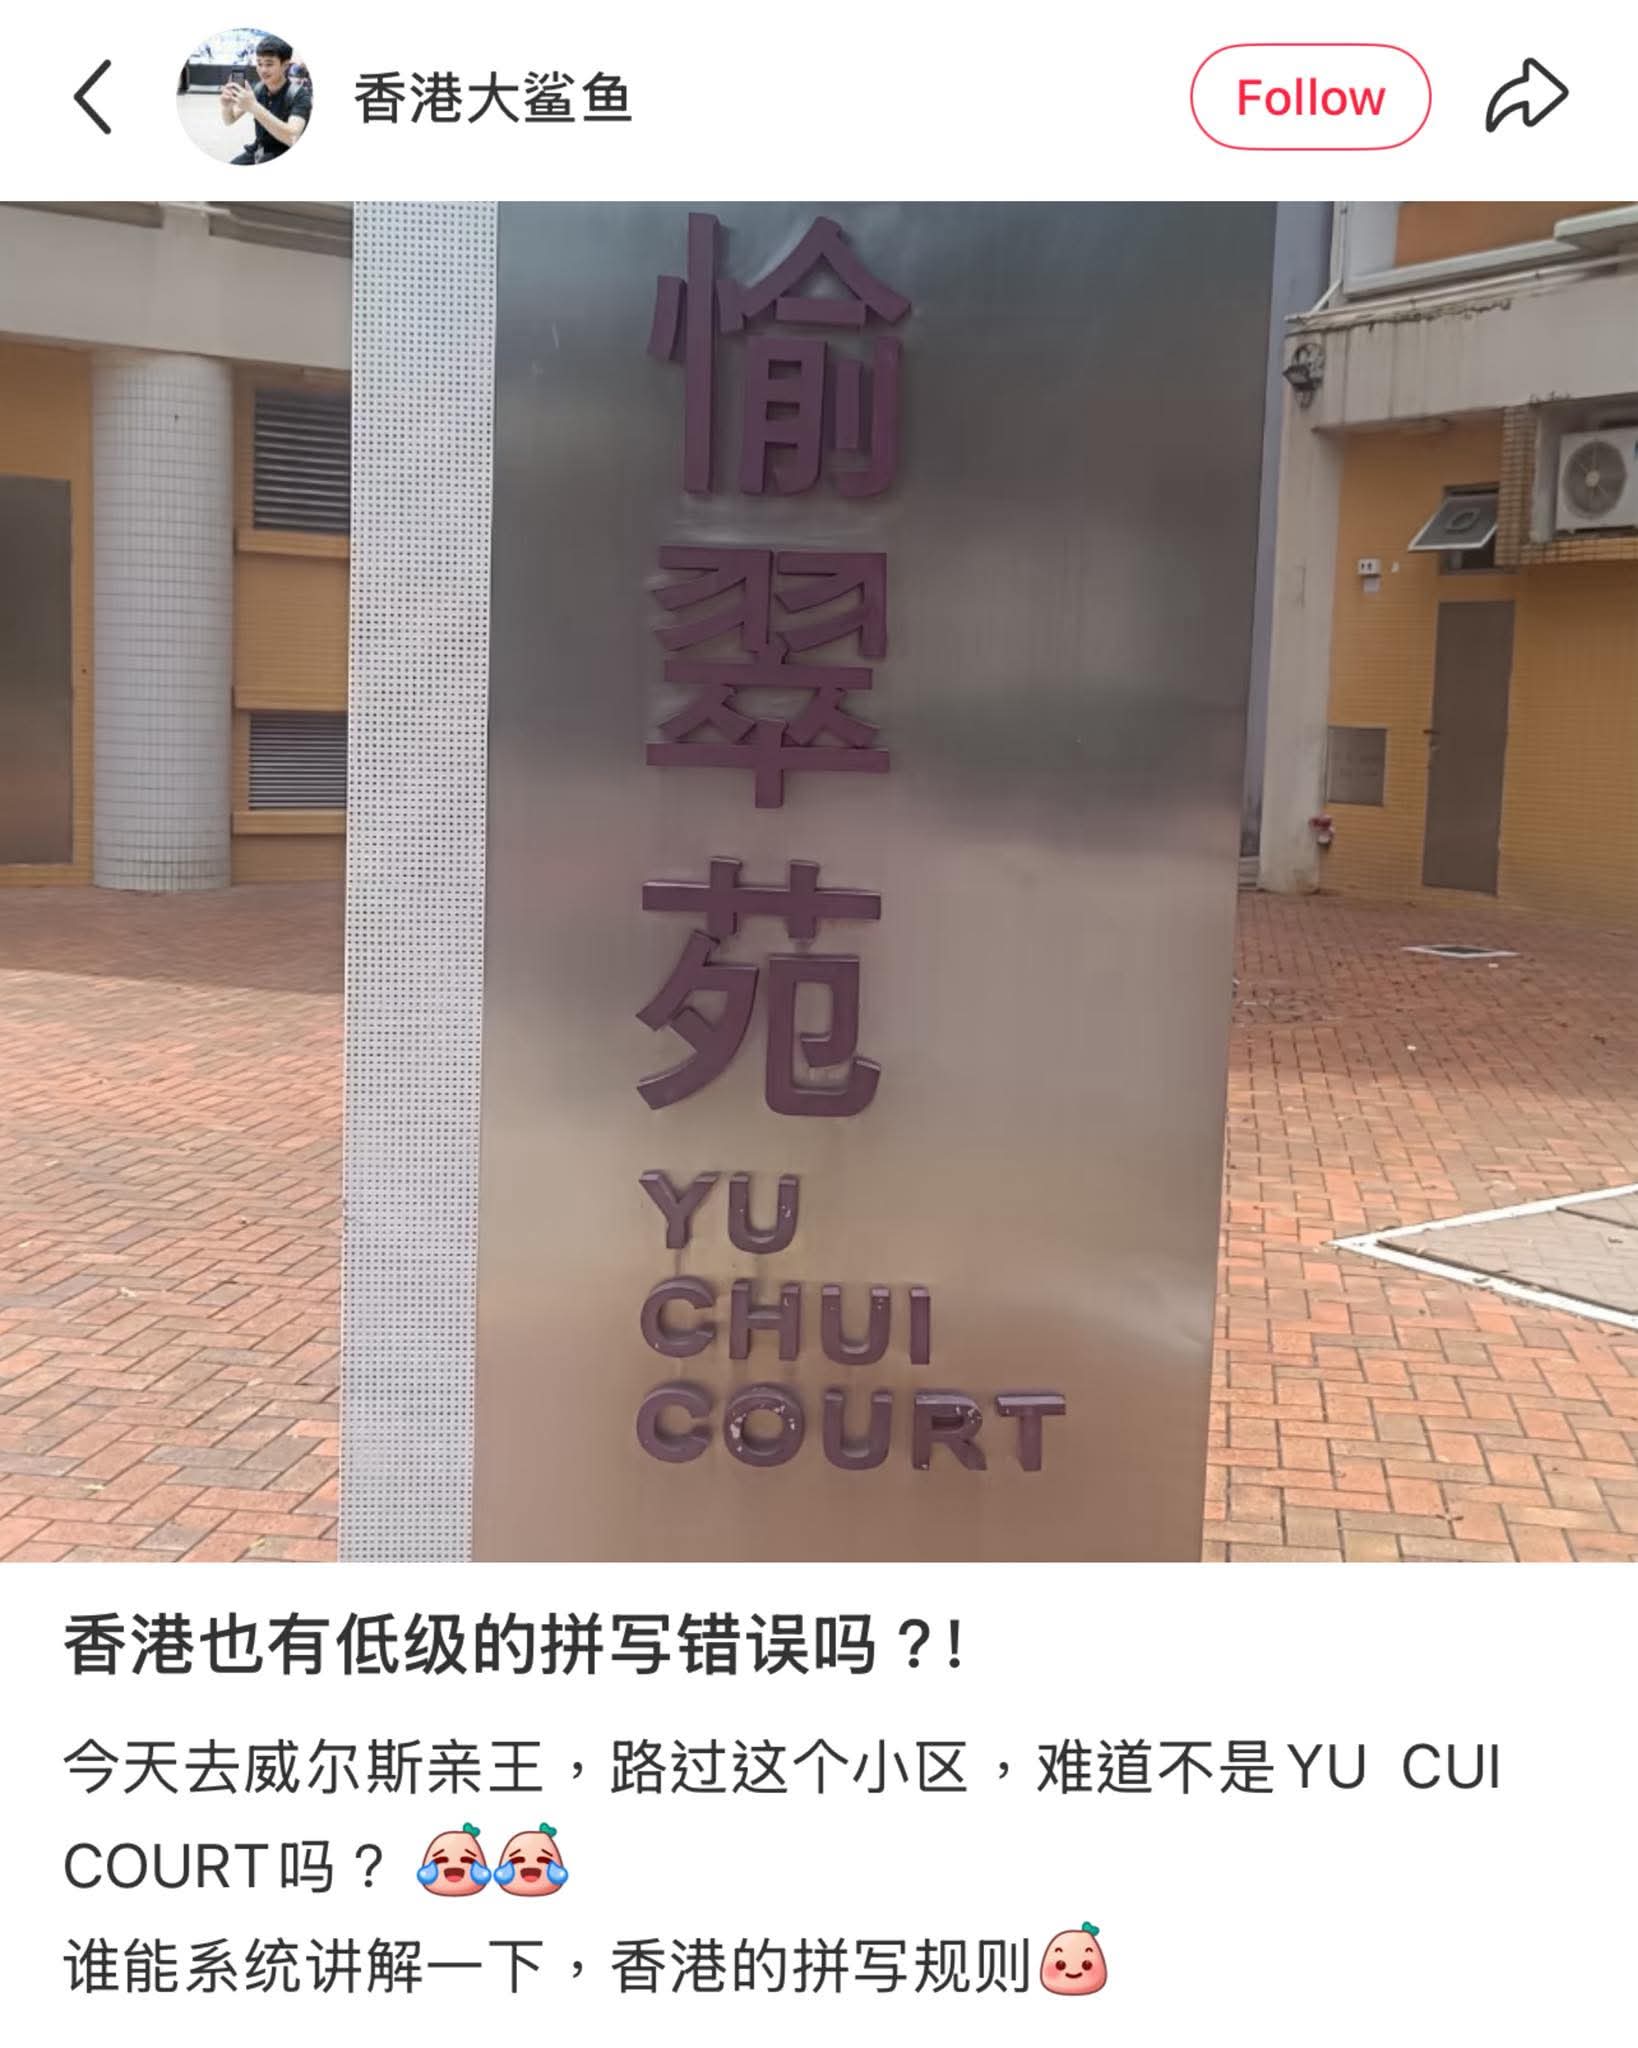 香港大鲨鱼
Follow
愉翠苑
YU
CHUI
COURT
香港也有低级的拼写错误吗？！
今天去威尔斯亲王，路过这个小区，难道不是YU CUI
COURT吗？
谁能系统讲解一下，香港的拼写规则